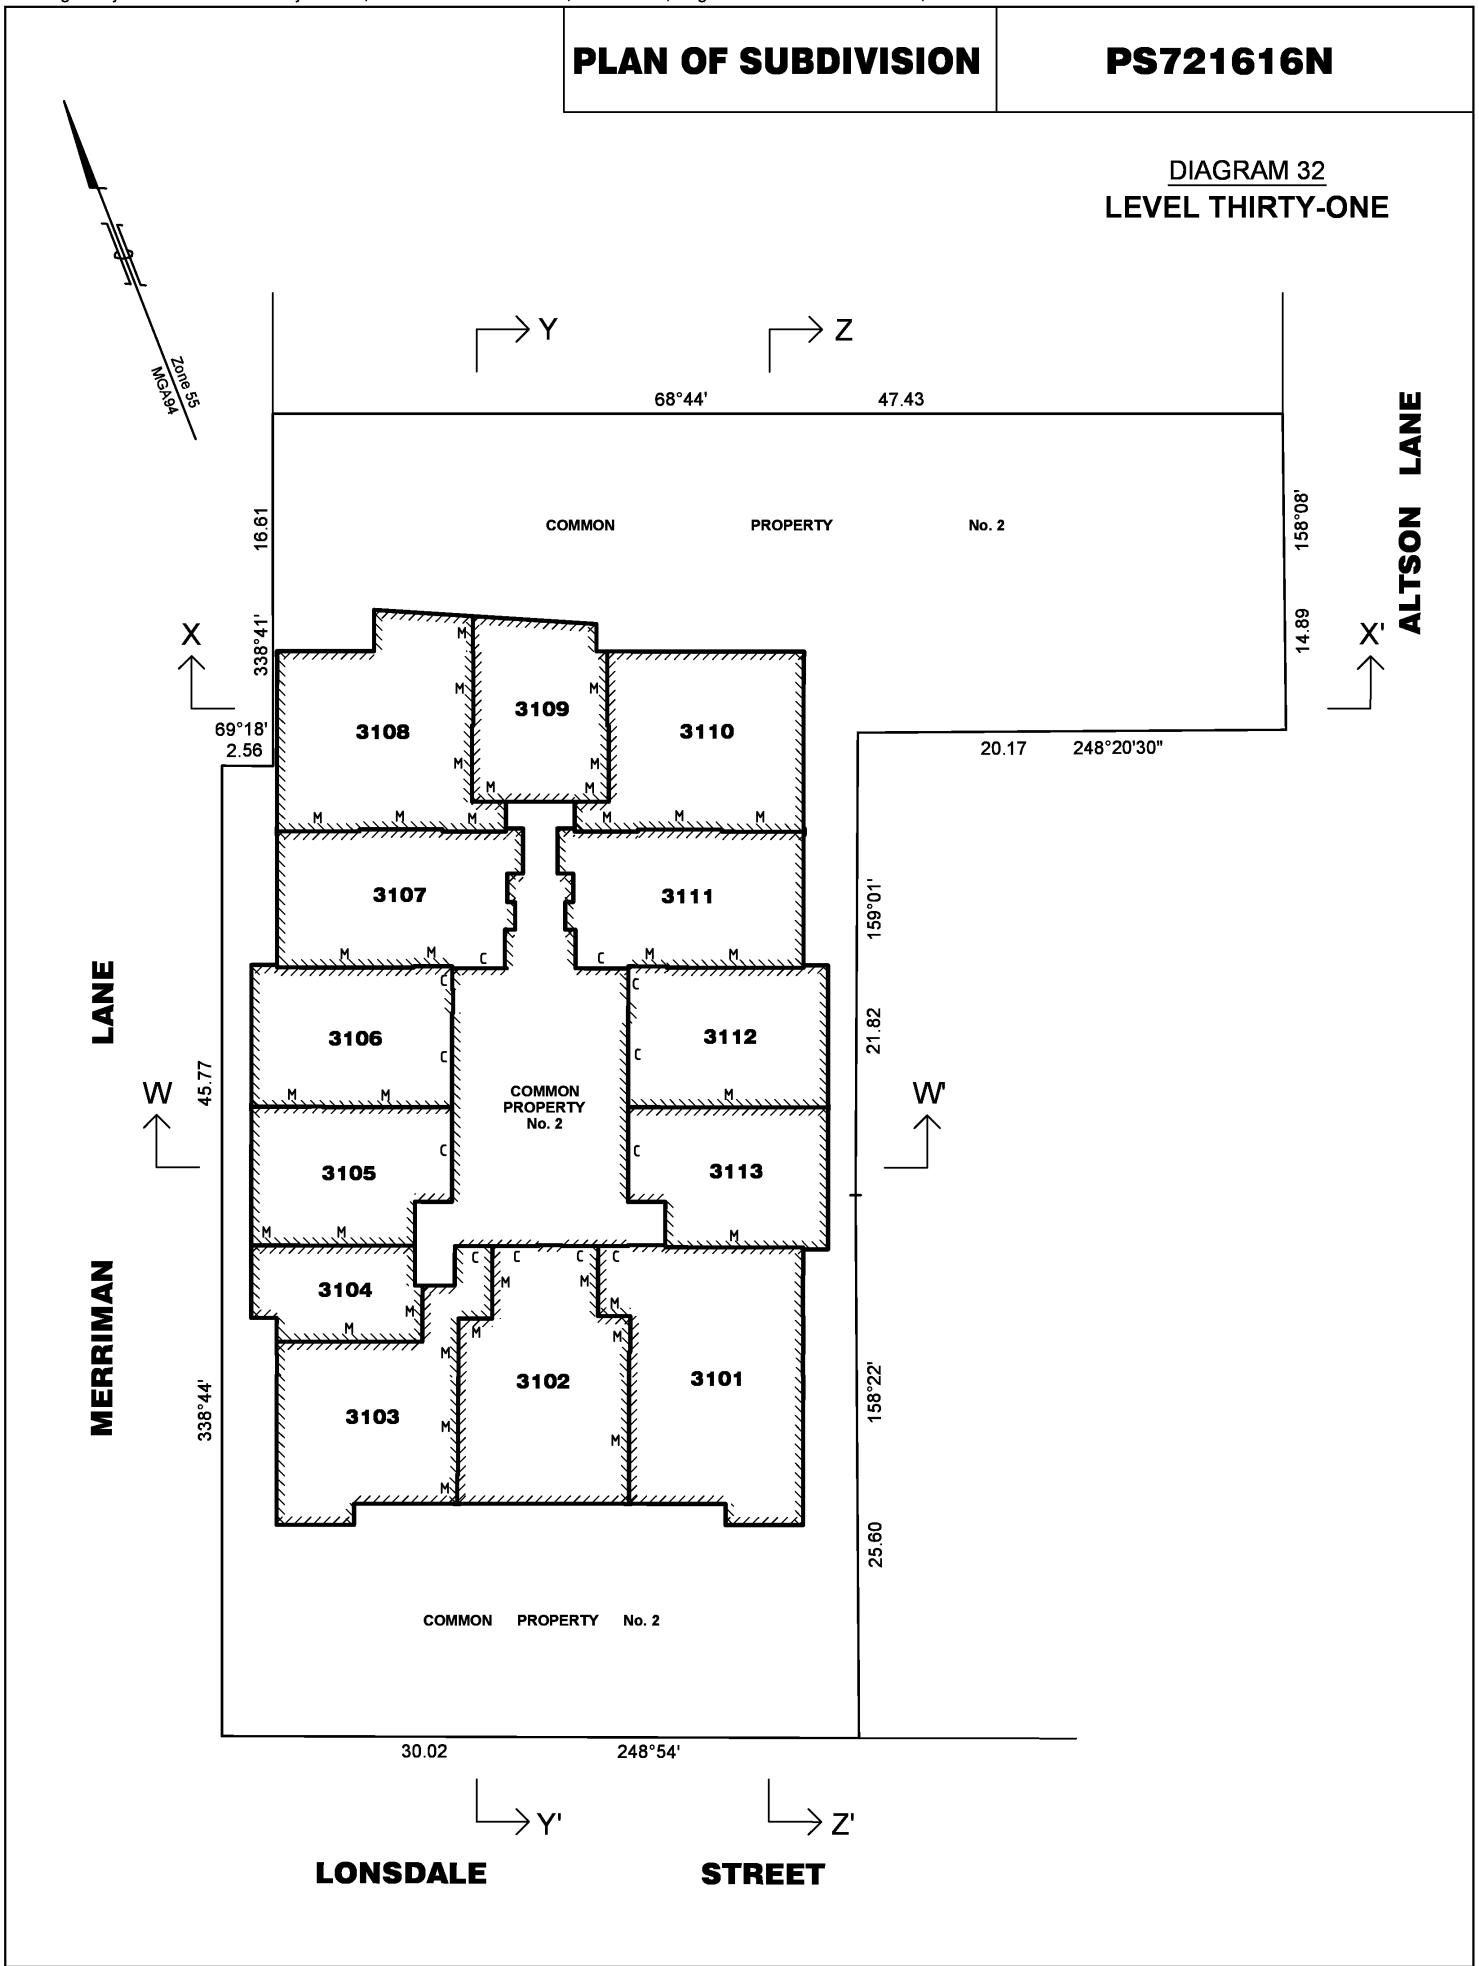 PLAN OF SUBDIVISION
PS721616N
DIAGRAM 32
LEVEL THIRTY-ONE
Zone 55
MGA94
Y
Z
68°44' 47.43
ALTSON LANE
16.61
338°41'
COMMON PROPERTY No. 2
158°08'
14.89
X
X'
69°18'
2.56
20.17 248°20'30"
M
M
M
M
M
M
M
M
M
M
M
M
M
M
3108
3109
3110
3107
3111
M
M
C
C
M
M
159°01'
21.82
C
C
3106
3112
C
C
M
M
M
LANE
MERRIMAN
45.77
338°44'
W
W'
COMMON
PROPERTY
No. 2
C
C
3105
3113
M
M
M
C
C
C
C
3104
M
M
M
M
M
M
M
M
3103
3102
3101
M
M
M
M
158°22'
25.60
COMMON PROPERTY No. 2
30.02 248°54'
Y'
Z'
LONSDALE STREET